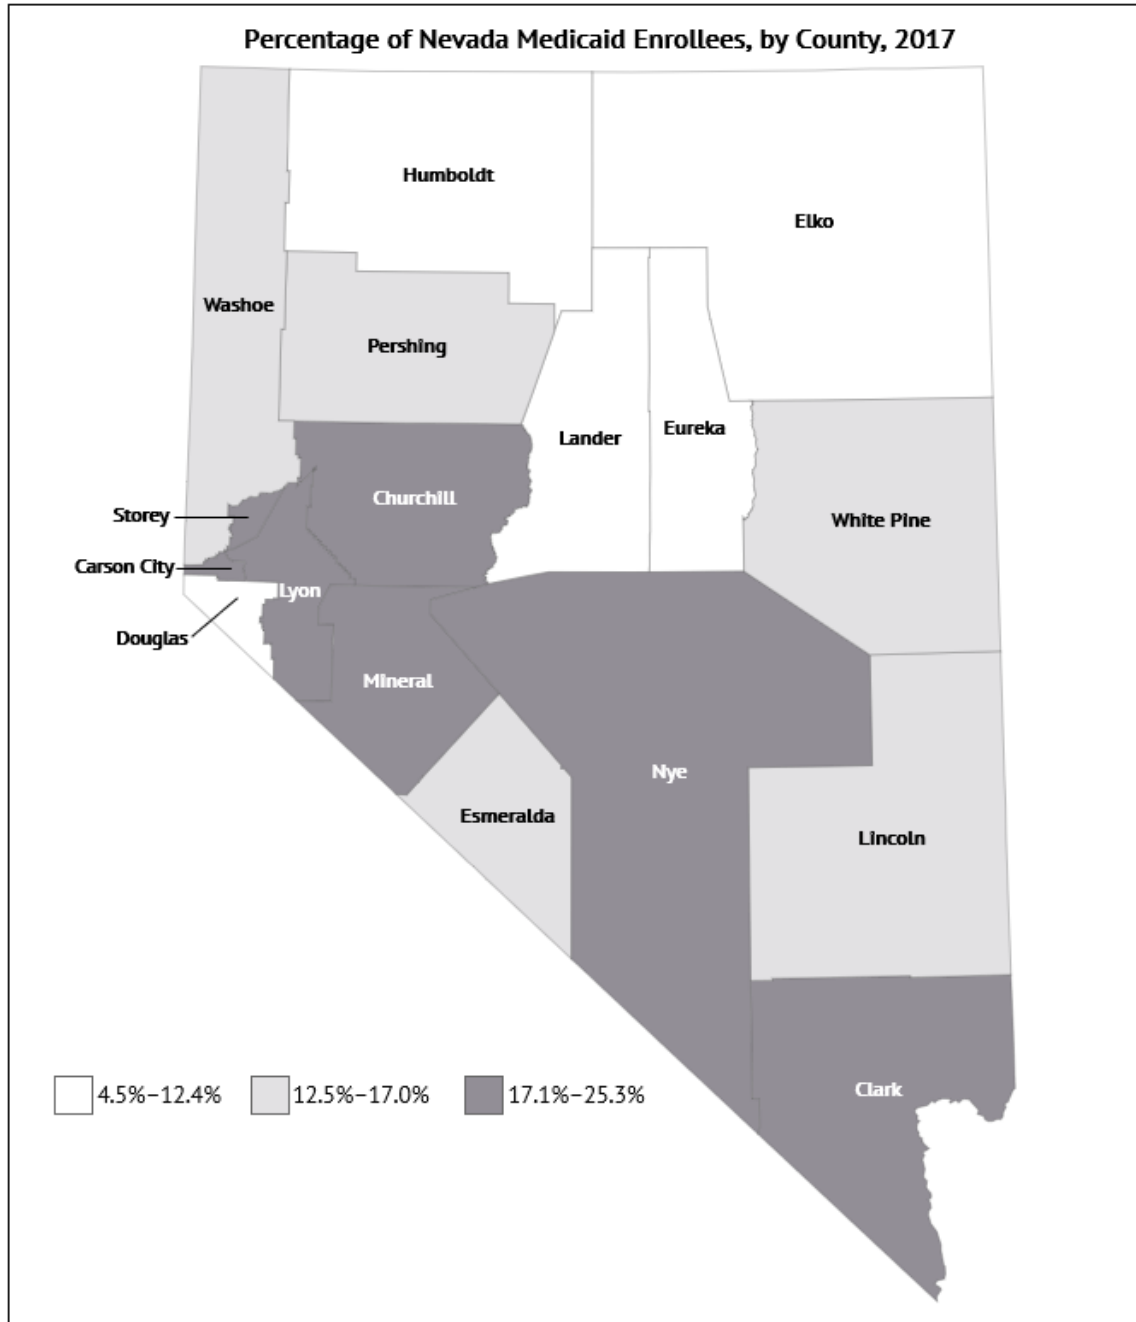 Percentage of Nevada Medicaid Enrollees, by County, 2017
Humboldt
Elko
Washoe
Pershing
Lander
Eureka
Churchill
Storey
White Pine
Carson City
Lyon
Douglas
Mineral
Nye
Esmeralda
Lincoln
Clark
4.5%–12.4%
12.5%–17.0%
17.1%–25.3%